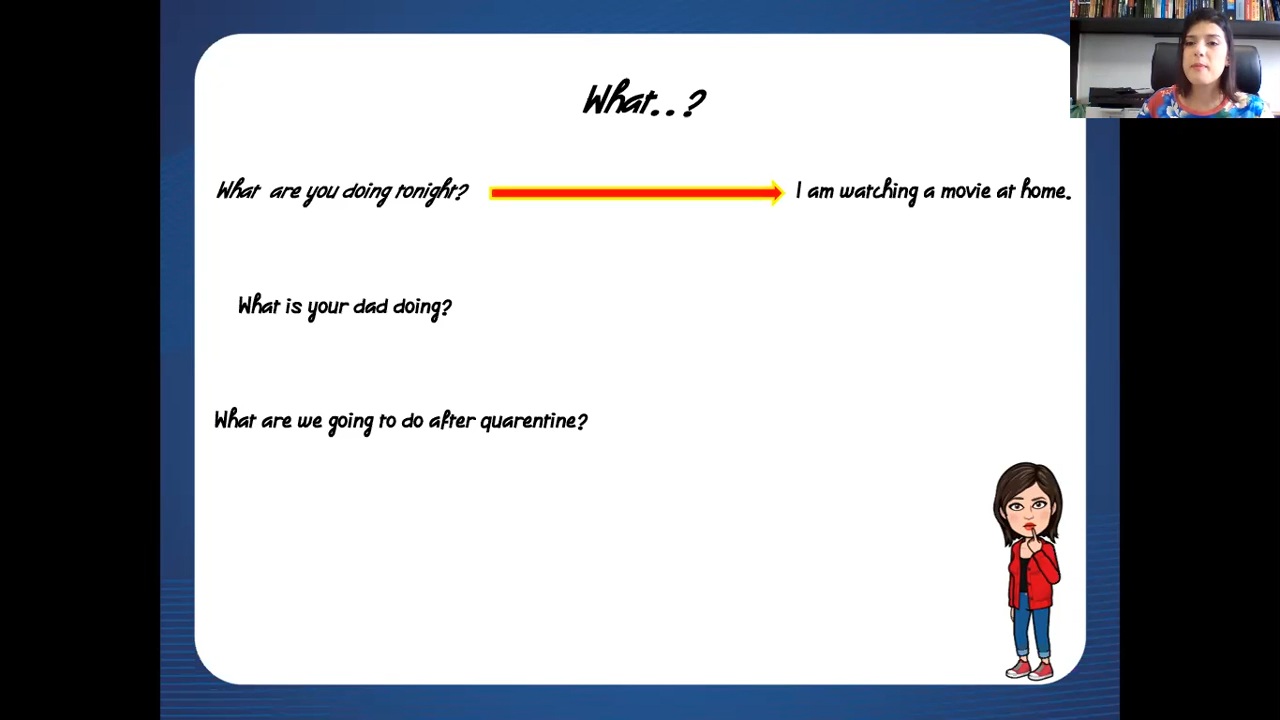 What..?
What are you doing tonight?
I am watching a movie at home.
What is your dad doing?
What are we going to do after quarentine?